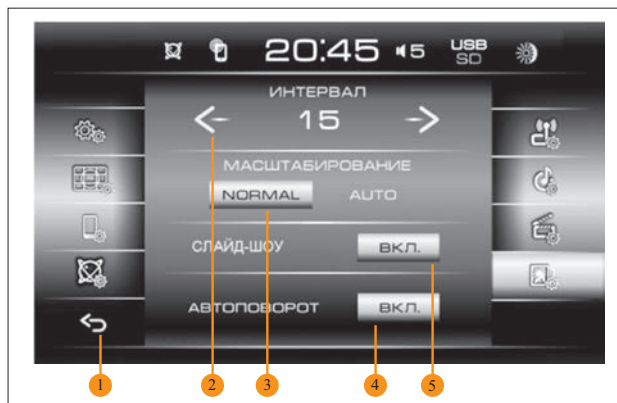 20:45 5 USB
SD
ИНТЕРВАЛ
15
МАСШТАБИРОВАНИЕ
NORMAL AUTO
СЛАЙД-ШОУ ВКЛ.
АВТОПОВОРОТ ВКЛ.
1 2 3 4 5